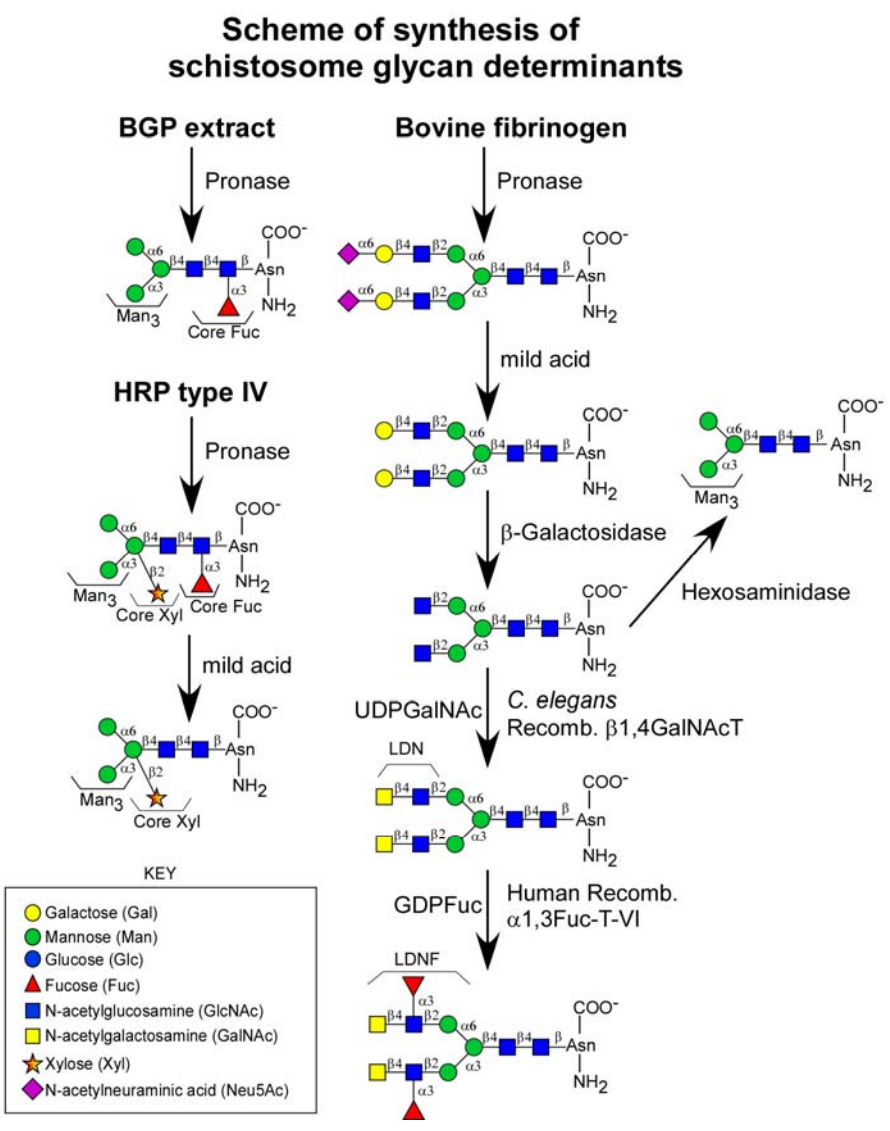 Scheme of synthesis of
schistosome glycan determinants
BGP extract
Pronase
α6
α3
β4
β4
β
Asn
COO⁻
NH₂
α3
Man₃
Core Fuc
HRP type IV
Pronase
α6
α3
β4
β4
β
Asn
COO⁻
NH₂
β2
α3
Man₃
Core Xyl
Core Fuc
mild acid
α6
α3
β4
β4
β
Asn
COO⁻
NH₂
β2
Man₃
Core Xyl
Bovine fibrinogen
Pronase
α6 β4 β2 α6
α6 β4 β2 α3
β4 β4 β Asn
COO⁻
NH₂
mild acid
β4 β2 α6
β4 β2 α3
β4 β4 β Asn
COO⁻
NH₂
β-Galactosidase
β2 α6
β2 α3
β4 β4 β Asn
COO⁻
NH₂
Hexosaminidase
α6
α3
β4 β4 β Asn
COO⁻
NH₂
Man₃
UDPGalNAc
C. elegans
Recomb. β1,4GalNAcT
LDN
β4 β2 α6
β4 β2 α3
β4 β4 β Asn
COO⁻
NH₂
GDPFuc
Human Recomb.
α1,3Fuc-T-VI
LDNF
α3
β4 β2 α6
β4 β2 α3
α3
β4 β4 β Asn
COO⁻
NH₂
KEY
Galactose (Gal)
Mannose (Man)
Glucose (Glc)
Fucose (Fuc)
N-acetylglucosamine (GlcNAc)
N-acetylgalactosamine (GalNAc)
Xylose (Xyl)
N-acetylneuraminic acid (Neu5Ac)